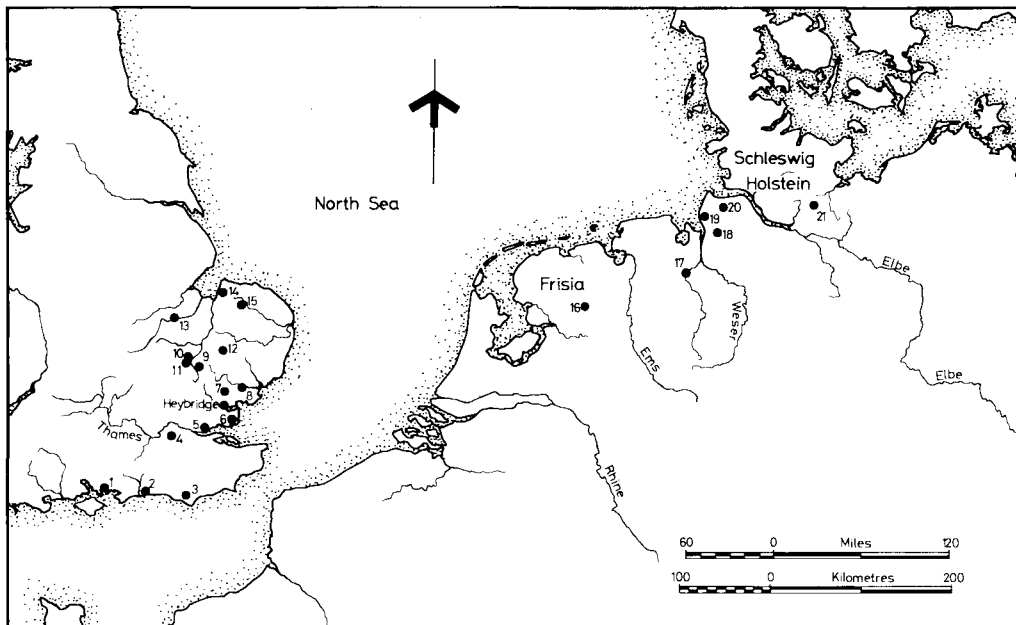 Schleswig
Holstein
North Sea
20
21
19
18
Elbe
17
14
15
Frisia
16
13
Weser
12
10
9
11
Ems
Elbe
7
8
Heybridge
6
5
Thames
4
Rhine
1
2
3
60 Miles 0 120
100 Kilometres 0 200